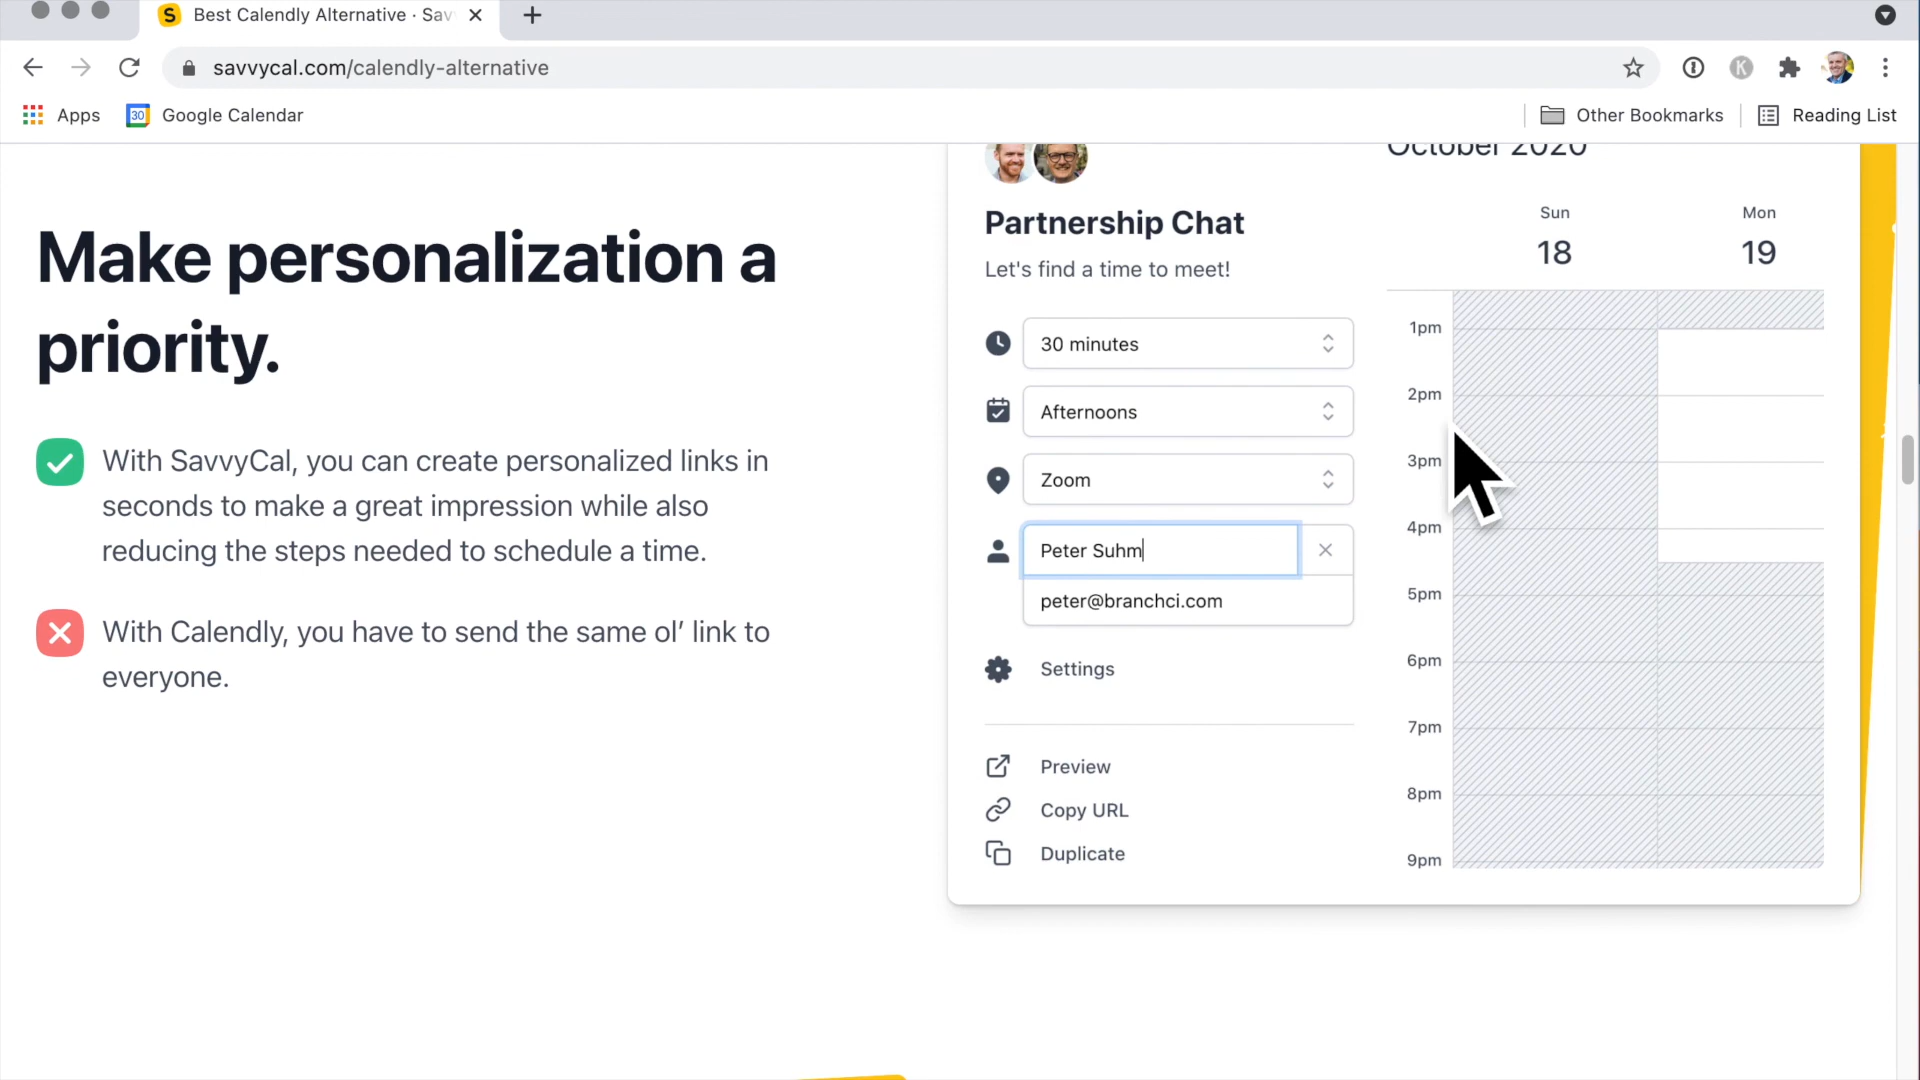 Best Calendly Alternative · Sav
savvycal.com/calendly-alternative
K
Apps
30
Google Calendar
Other Bookmarks
Reading List
Make personalization a
priority.
With SavvyCal, you can create personalized links in
seconds to make a great impression while also
reducing the steps needed to schedule a time.
With Calendly, you have to send the same ol’ link to
everyone.
Partnership Chat
Let's find a time to meet!
30 minutes
Afternoons
Zoom
Peter Suhm
peter@branchci.com
Settings
Preview
Copy URL
Duplicate
October 2020
Sun
18
Mon
19
1pm
2pm
3pm
4pm
5pm
6pm
7pm
8pm
9pm